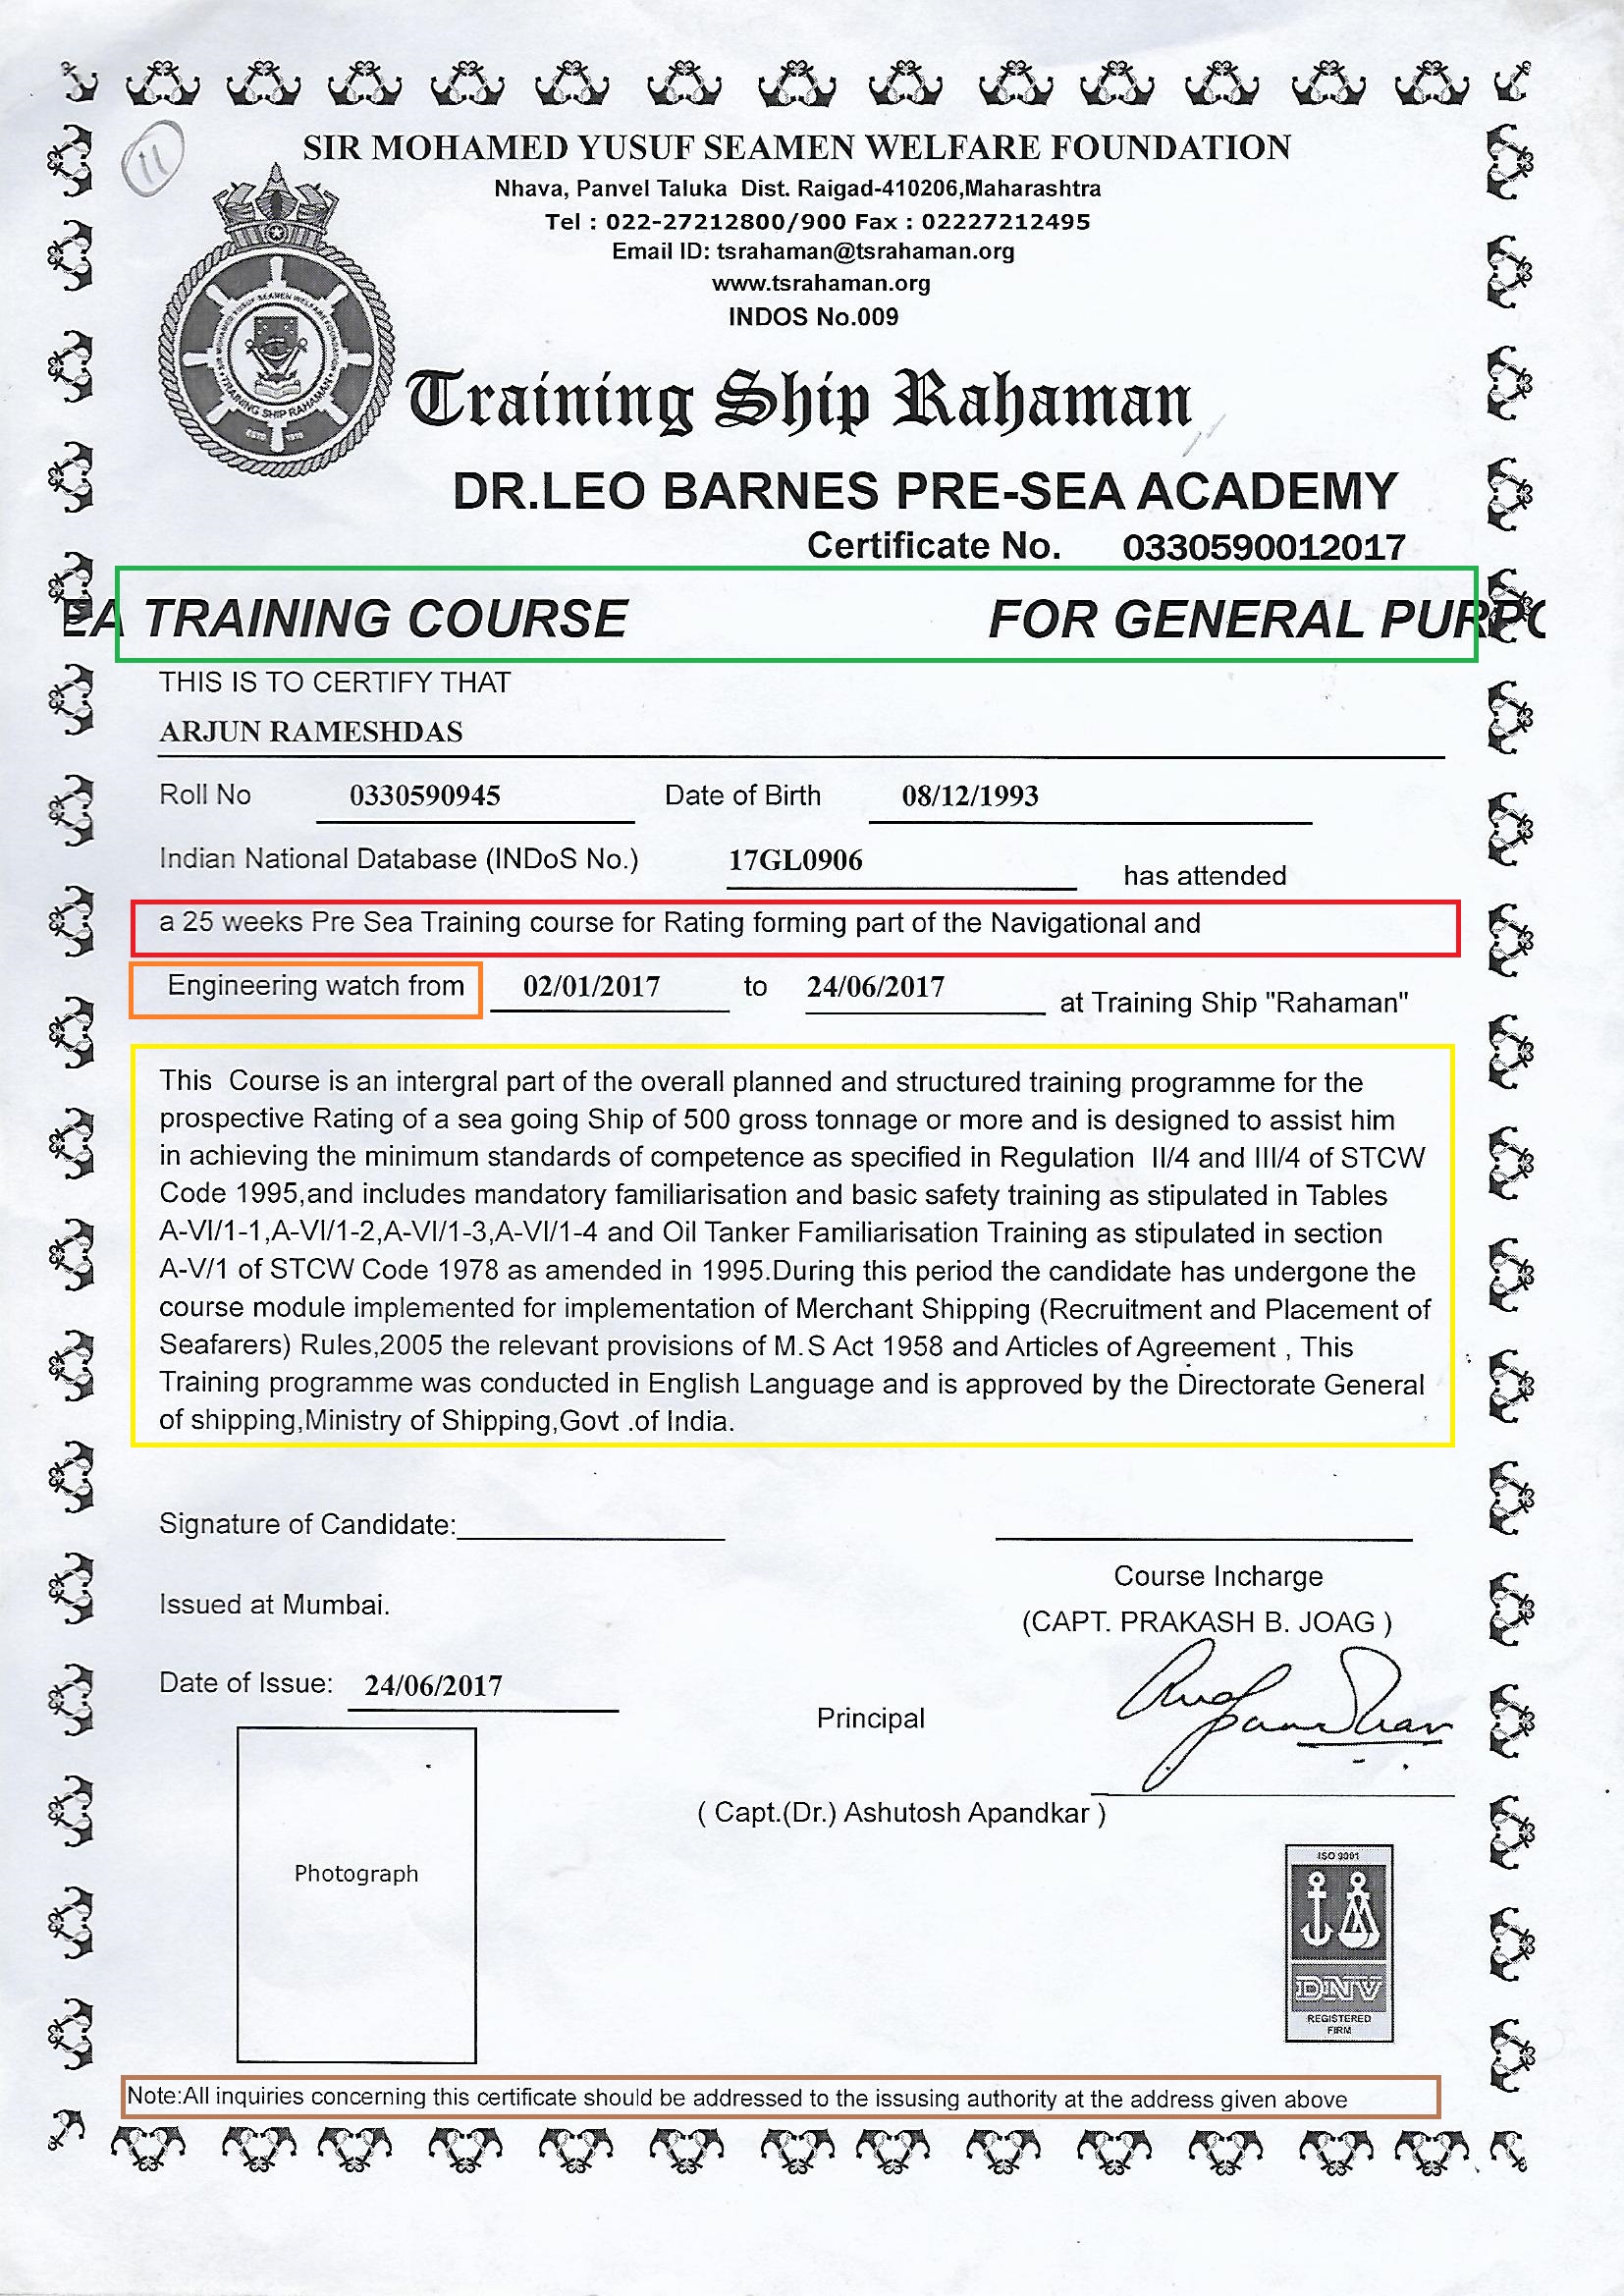 11
SIR MOHAMED YUSUF SEAMEN WELFARE FOUNDATION
Nhava, Panvel Taluka Dist. Raigad-410206,Maharashtra
Tel : 022-27212800/900 Fax : 02227212495
Email ID: tsrahaman@tsrahaman.org
www.tsrahaman.org
INDOS No.009
SIR MOHAMED YUSUF SEAMEN WELFARE FOUNDATION
TRAINING SHIP RAHAMAN
ESTD 1910
Training Ship Rahaman
DR.LEO BARNES PRE-SEA ACADEMY
Certificate No. 0330590012017
EA TRAINING COURSE FOR GENERAL PURPO
THIS IS TO CERTIFY THAT
ARJUN RAMESHDAS
Roll No 0330590945 Date of Birth 08/12/1993
Indian National Database (INDoS No.) 17GL0906 has attended
a 25 weeks Pre Sea Training course for Rating forming part of the Navigational and
Engineering watch from 02/01/2017 to 24/06/2017 at Training Ship "Rahaman"
This Course is an intergral part of the overall planned and structured training programme for the
prospective Rating of a sea going Ship of 500 gross tonnage or more and is designed to assist him
in achieving the minimum standards of competence as specified in Regulation II/4 and III/4 of STCW
Code 1995,and includes mandatory familiarisation and basic safety training as stipulated in Tables
A-VI/1-1,A-VI/1-2,A-VI/1-3,A-VI/1-4 and Oil Tanker Familiarisation Training as stipulated in section
A-V/1 of STCW Code 1978 as amended in 1995.During this period the candidate has undergone the
course module implemented for implementation of Merchant Shipping (Recruitment and Placement of
Seafarers) Rules,2005 the relevant provisions of M.S Act 1958 and Articles of Agreement , This
Training programme was conducted in English Language and is approved by the Directorate General
of shipping,Ministry of Shipping,Govt .of India.
Signature of Candidate:
Course Incharge
Issued at Mumbai.
(CAPT. PRAKASH B. JOAG )
Date of Issue: 24/06/2017
Principal
( Capt.(Dr.) Ashutosh Apandkar )
Photograph
ISO 9001
DNV
REGISTERED
FIRM
Note:All inquiries concerning this certificate should be addressed to the issusing authority at the address given above